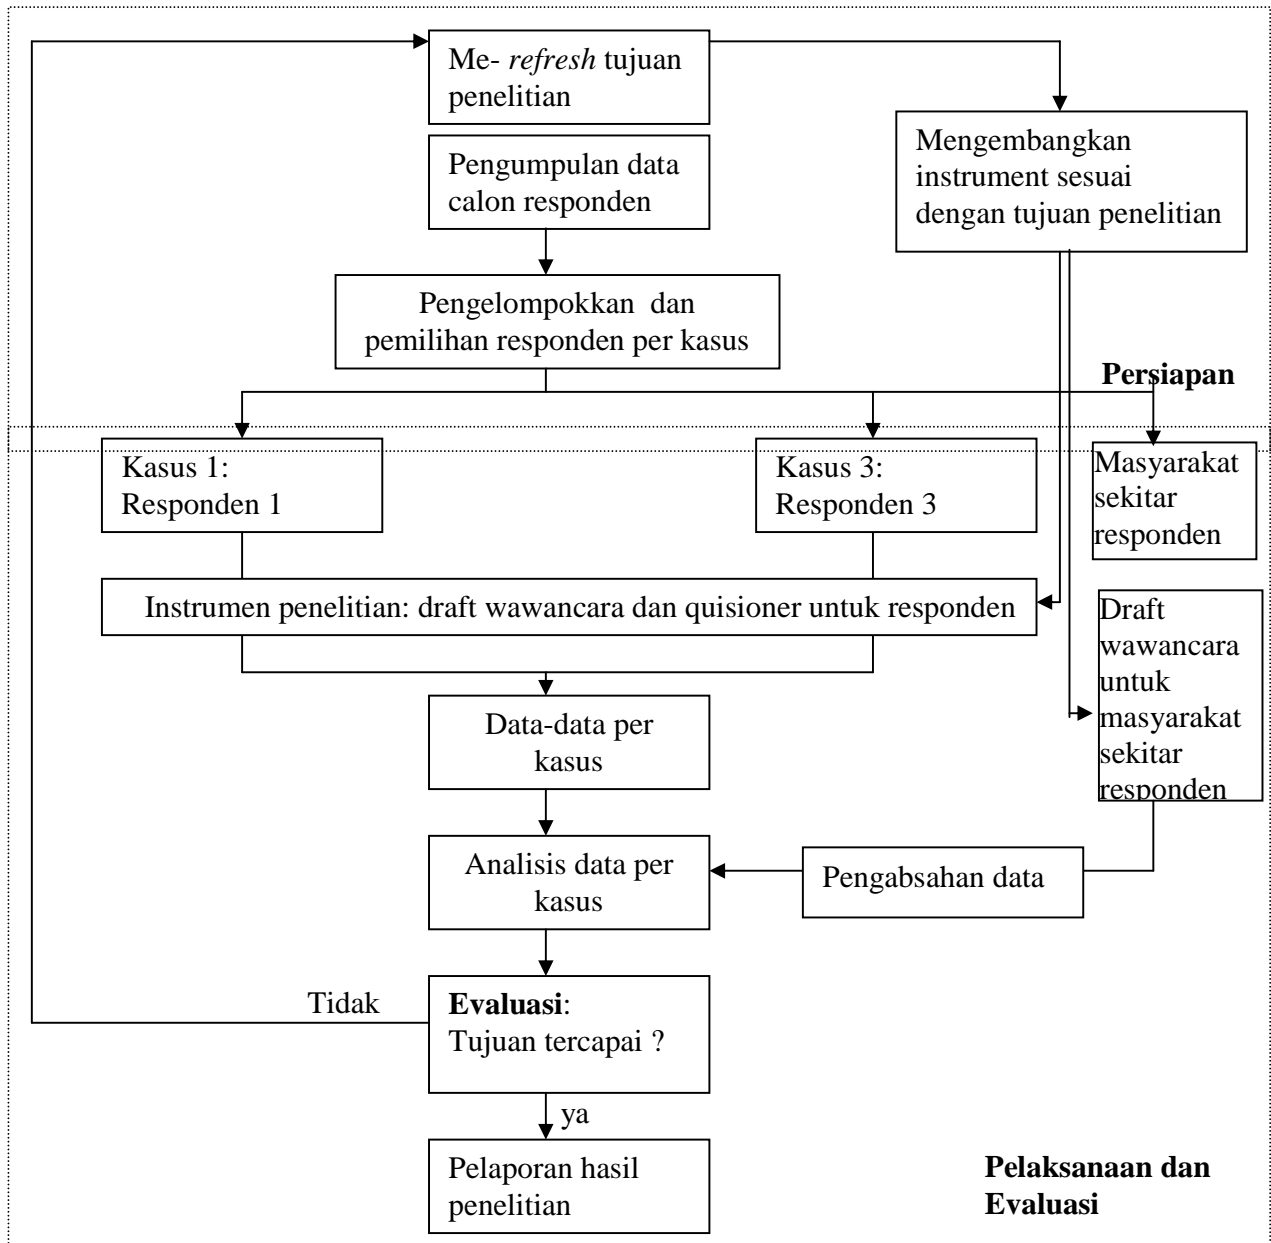 Me- refresh tujuan
penelitian
Pengumpulan data
calon responden
Mengembangkan
instrument sesuai
dengan tujuan penelitian
Pengelompokkan dan
pemilihan responden per kasus
Persiapan
Kasus 1:
Responden 1
Kasus 3:
Responden 3
Masyarakat
sekitar
responden
Instrumen penelitian: draft wawancara dan quisioner untuk responden
Draft
wawancara
untuk
masyarakat
sekitar
responden
Data-data per
kasus
Analisis data per
kasus
Pengabsahan data
Tidak
Evaluasi:
Tujuan tercapai ?
ya
Pelaporan hasil
penelitian
Pelaksanaan dan
Evaluasi